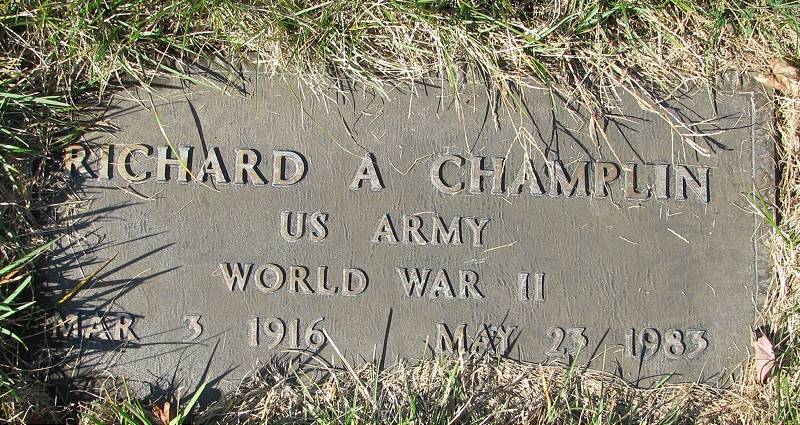 RICHARD A CHAMPLIN
US ARMY
WORLD WAR II
MAR 3 1916 MAY 23 1983